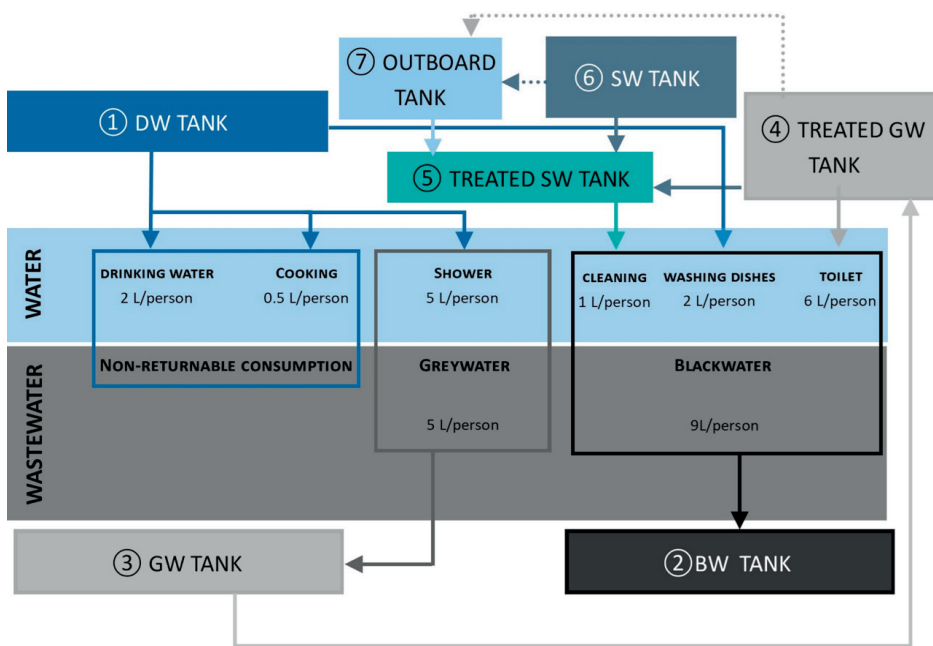 ⑦ OUTBOARD
TANK
⑥ SW TANK
① DW TANK
④ TREATED GW
TANK
⑤ TREATED SW TANK
WATER
DRINKING WATER
2 L/person
COOKING
0.5 L/person
SHOWER
5 L/person
CLEANING
1 L/person
WASHING DISHES
2 L/person
TOILET
6 L/person
WASTEWATER
NON-RETURNABLE CONSUMPTION
GREYWATER
5 L/person
BLACKWATER
9L/person
③ GW TANK
② BW TANK